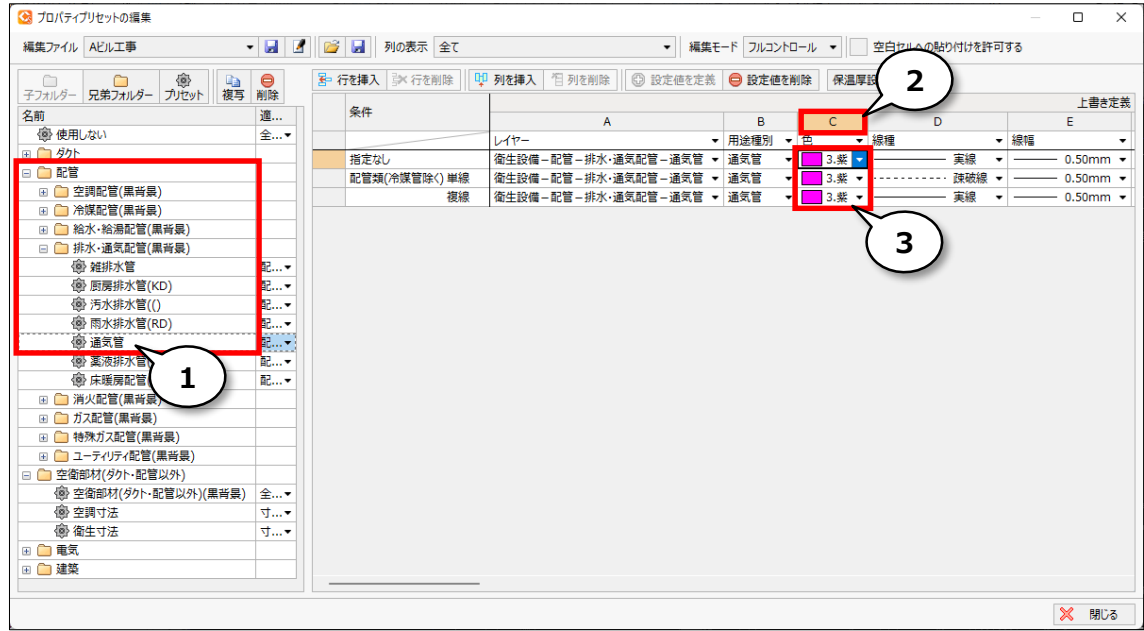 プロパティプリセットの編集
編集ファイル Aビル工事 列の表示 全て 編集モード フルコントロール 空白セルへの貼り付けを許可する
子フォルダー 兄弟フォルダー プリセット 複写 削除
行を挿入 行を削除 列を挿入 列を削除 設定値を定義 設定値を削除 保温厚設
2
名前 適...
使用しない 全...
ダクト
配管
空調配管(黒背景)
冷媒配管(黒背景)
給水・給湯配管(黒背景)
排水・通気配管(黒背景)
雑排水管 配...
厨房排水管(KD) 配...
汚水排水管(() 配...
雨水排水管(RD) 配...
通気管 配...
薬液排水管 配...
床暖房配管 配...
1
消火配管(黒背景)
ガス配管(黒背景)
特殊ガス配管(黒背景)
ユーティリティ配管(黒背景)
空衛部材(ダクト・配管以外)
空衛部材(ダクト・配管以外)(黒背景) 全...
空調寸法 寸...
衛生寸法 寸...
電気
建築
条件 上書き定義
A B C D E
レイヤー 用途種別 色 線種 線幅
指定なし 衛生設備－配管－排水・通気配管－通気管 通気管 3.紫 実線 0.50mm
配管類(冷媒管除く) 単線 衛生設備－配管－排水・通気配管－通気管 通気管 3.紫 疎破線 0.50mm
複線 衛生設備－配管－排水・通気配管－通気管 通気管 3.紫 実線 0.50mm
3
閉じる